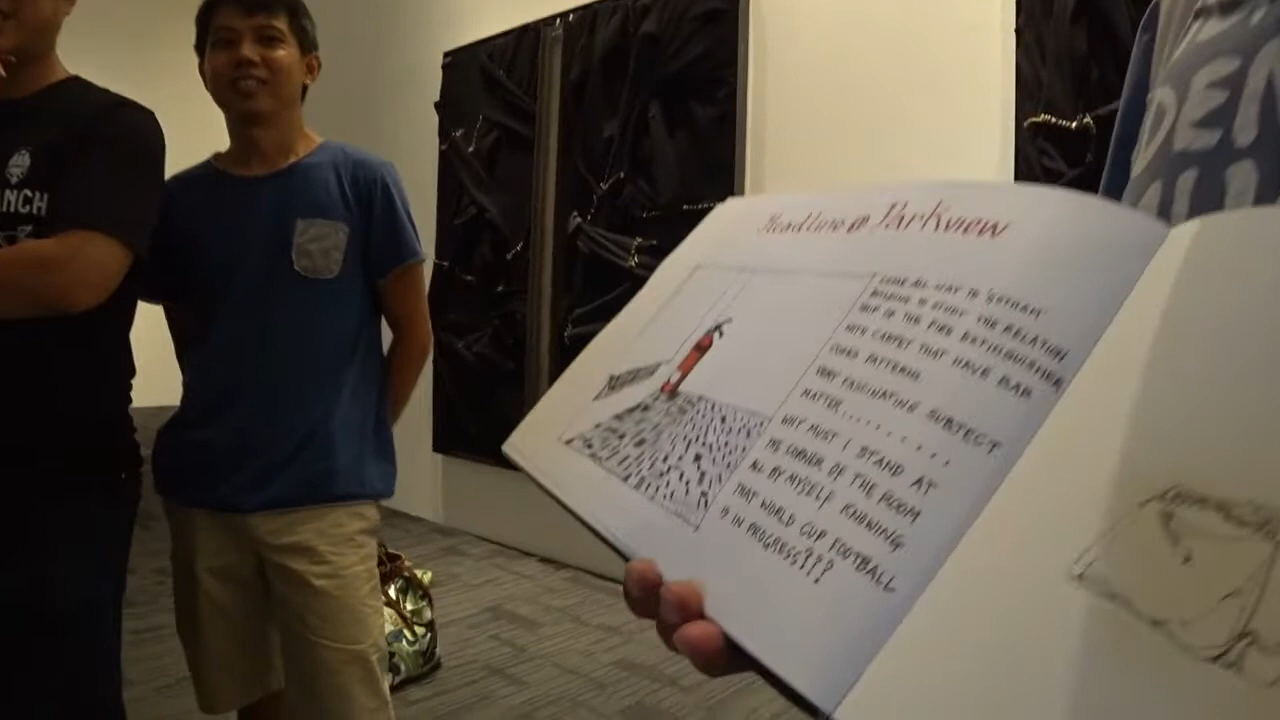 Headline @ Parkview
COME ALL WAY TO GOTHAM
BUILDING TO STUDY THE RELATION
SHIP OF THE FIRE EXTINGUISHER
WITH CARPET THAT HAVE BAR
CODES PATTERNS.
VERY FASCINATING SUBJECT
MATTER........
WHY MUST I STAND AT
THE CORNER OF THE ROOM
ALL BY MYSELF KNOWING
THAT WORLD CUP FOOTBALL
IS IN PROGRESS???
DEN